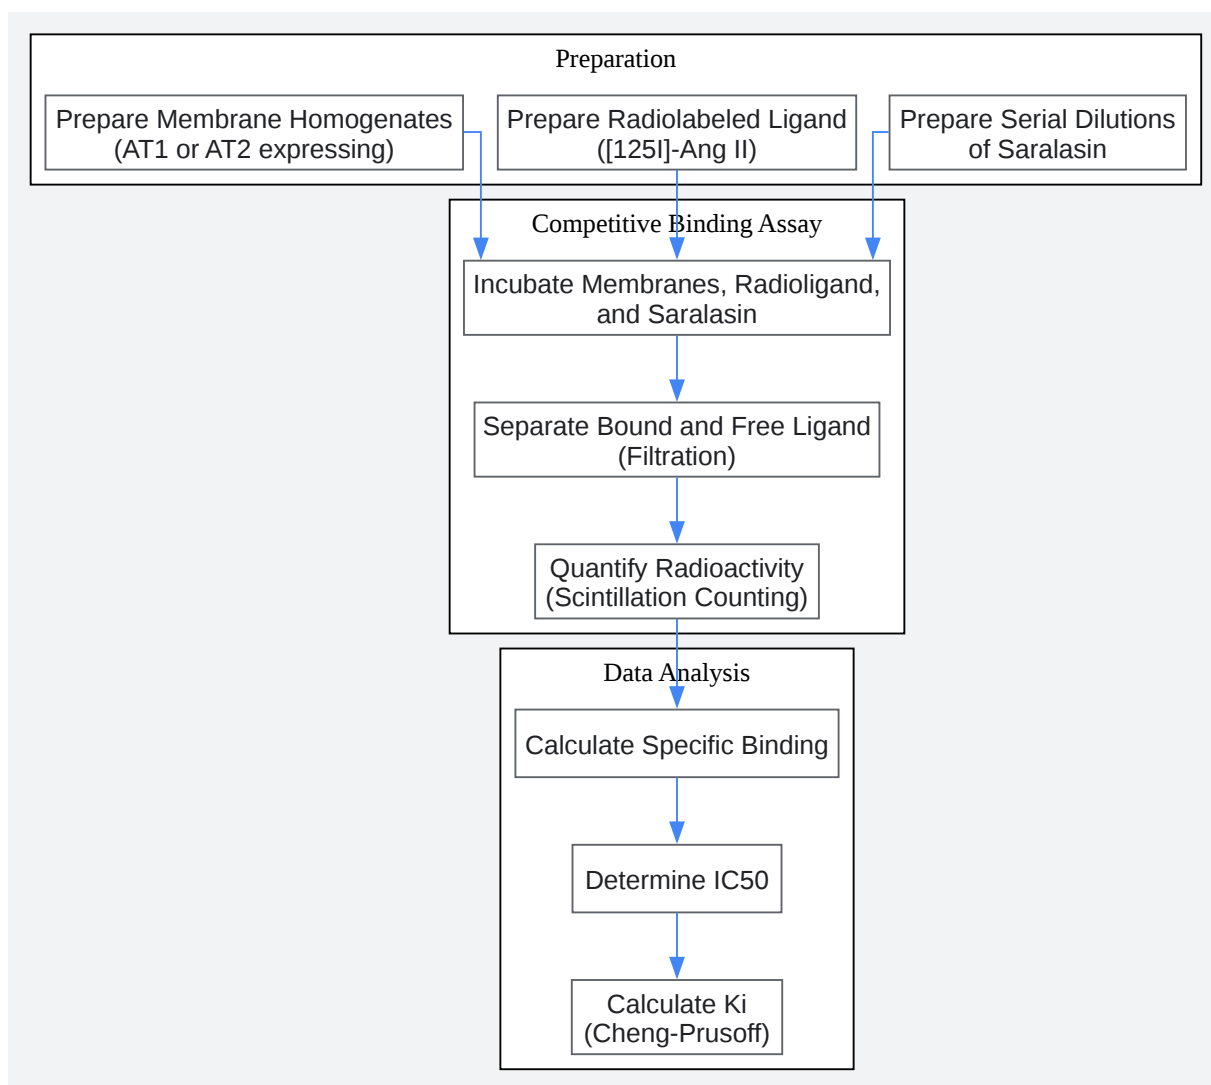 Preparation
Prepare Membrane Homogenates
(AT1 or AT2 expressing)
Prepare Radiolabeled Ligand
([125I]-Ang II)
Prepare Serial Dilutions
of Saralasin
Competitive Binding Assay
Incubate Membranes, Radioligand,
and Saralasin
Separate Bound and Free Ligand
(Filtration)
Quantify Radioactivity
(Scintillation Counting)
Data Analysis
Calculate Specific Binding
Determine IC50
Calculate Ki
(Cheng-Prusoff)